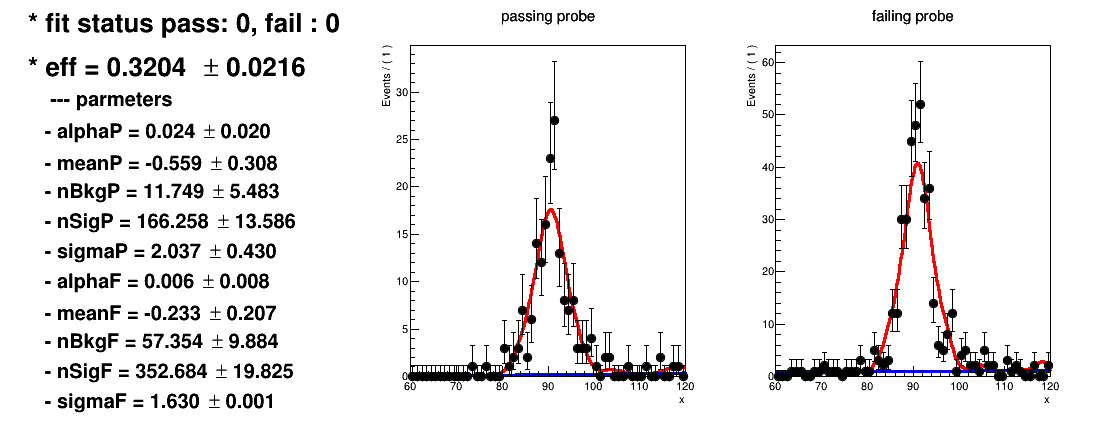 * fit status pass: 0, fail : 0
* eff = 0.3204 ± 0.0216
--- parmeters
- alphaP = 0.024 ± 0.020
- meanP = -0.559 ± 0.308
- nBkgP = 11.749 ± 5.483
- nSigP = 166.258 ± 13.586
- sigmaP = 2.037 ± 0.430
- alphaF = 0.006 ± 0.008
- meanF = -0.233 ± 0.207
- nBkgF = 57.354 ± 9.884
- nSigF = 352.684 ± 19.825
- sigmaF = 1.630 ± 0.001
passing probe
Events / ( 1 )
30
25
20
15
10
5
0
60 70 80 90 100 110 120
x
failing probe
Events / ( 1 )
60
50
40
30
20
10
0
60 70 80 90 100 110 120
x